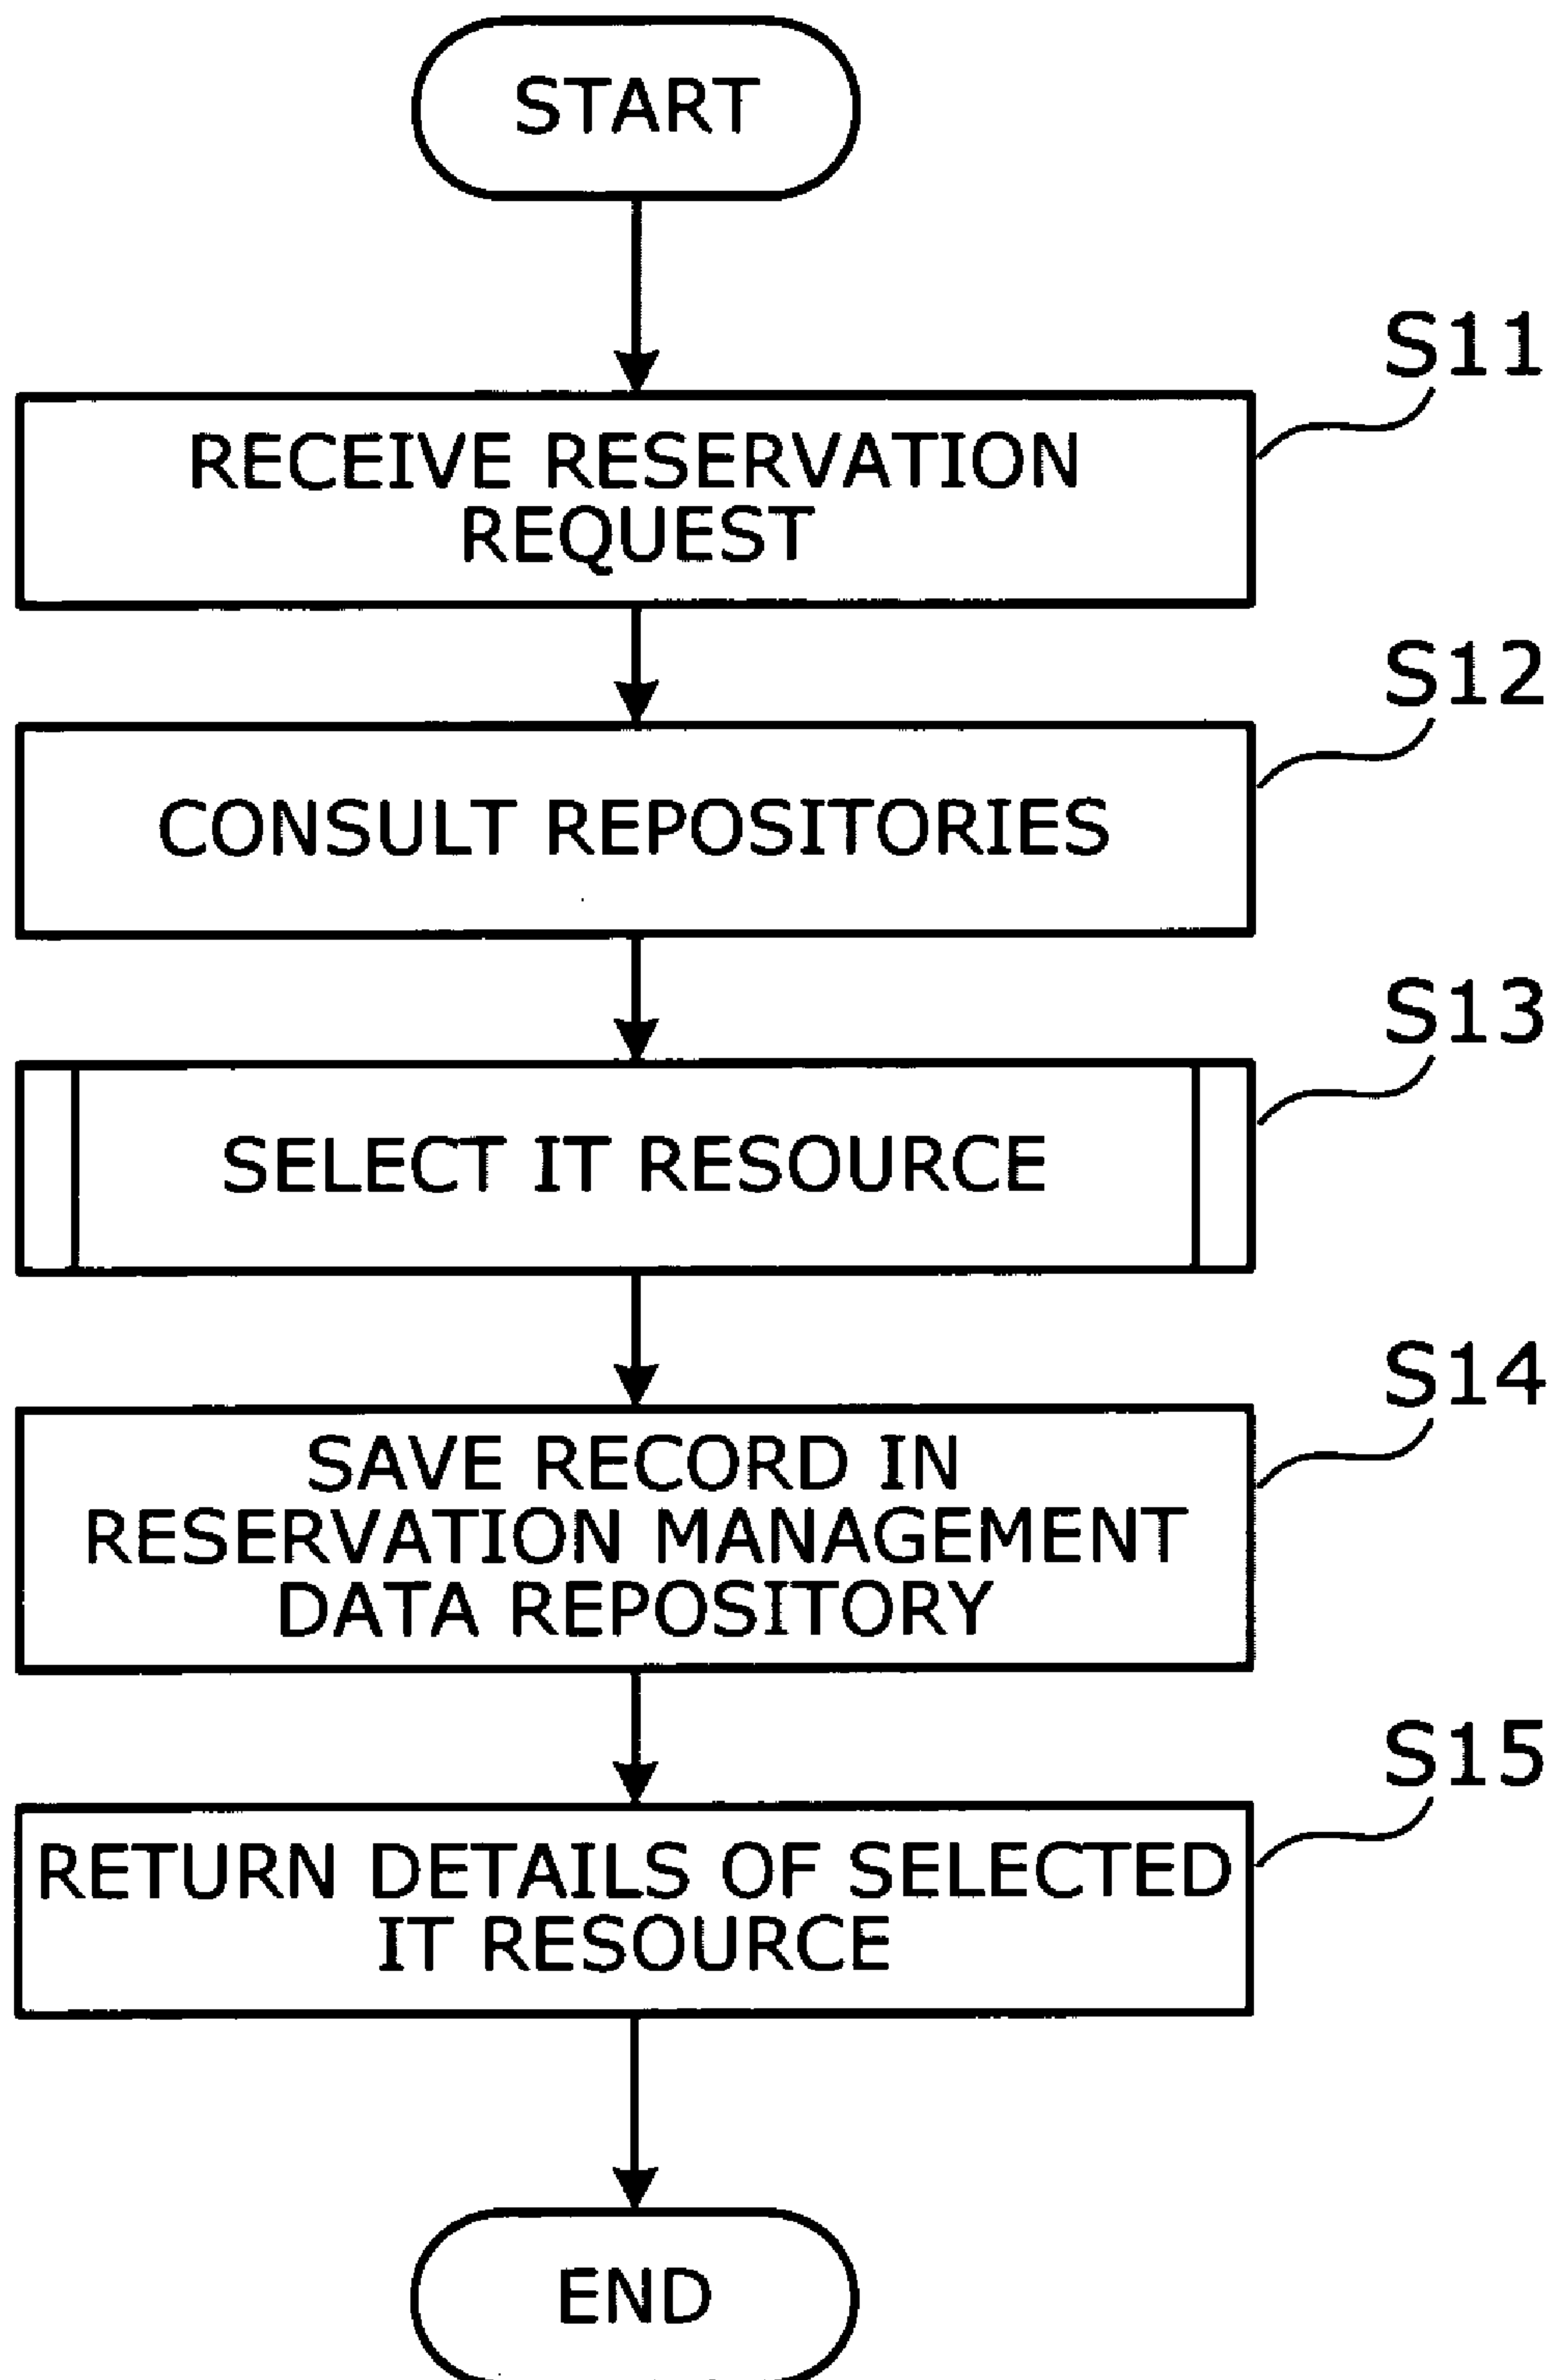 START
S11
RECEIVE RESERVATION
REQUEST
S12
CONSULT REPOSITORIES
S13
SELECT IT RESOURCE
S14
SAVE RECORD IN
RESERVATION MANAGEMENT
DATA REPOSITORY
S15
RETURN DETAILS OF SELECTED
IT RESOURCE
END